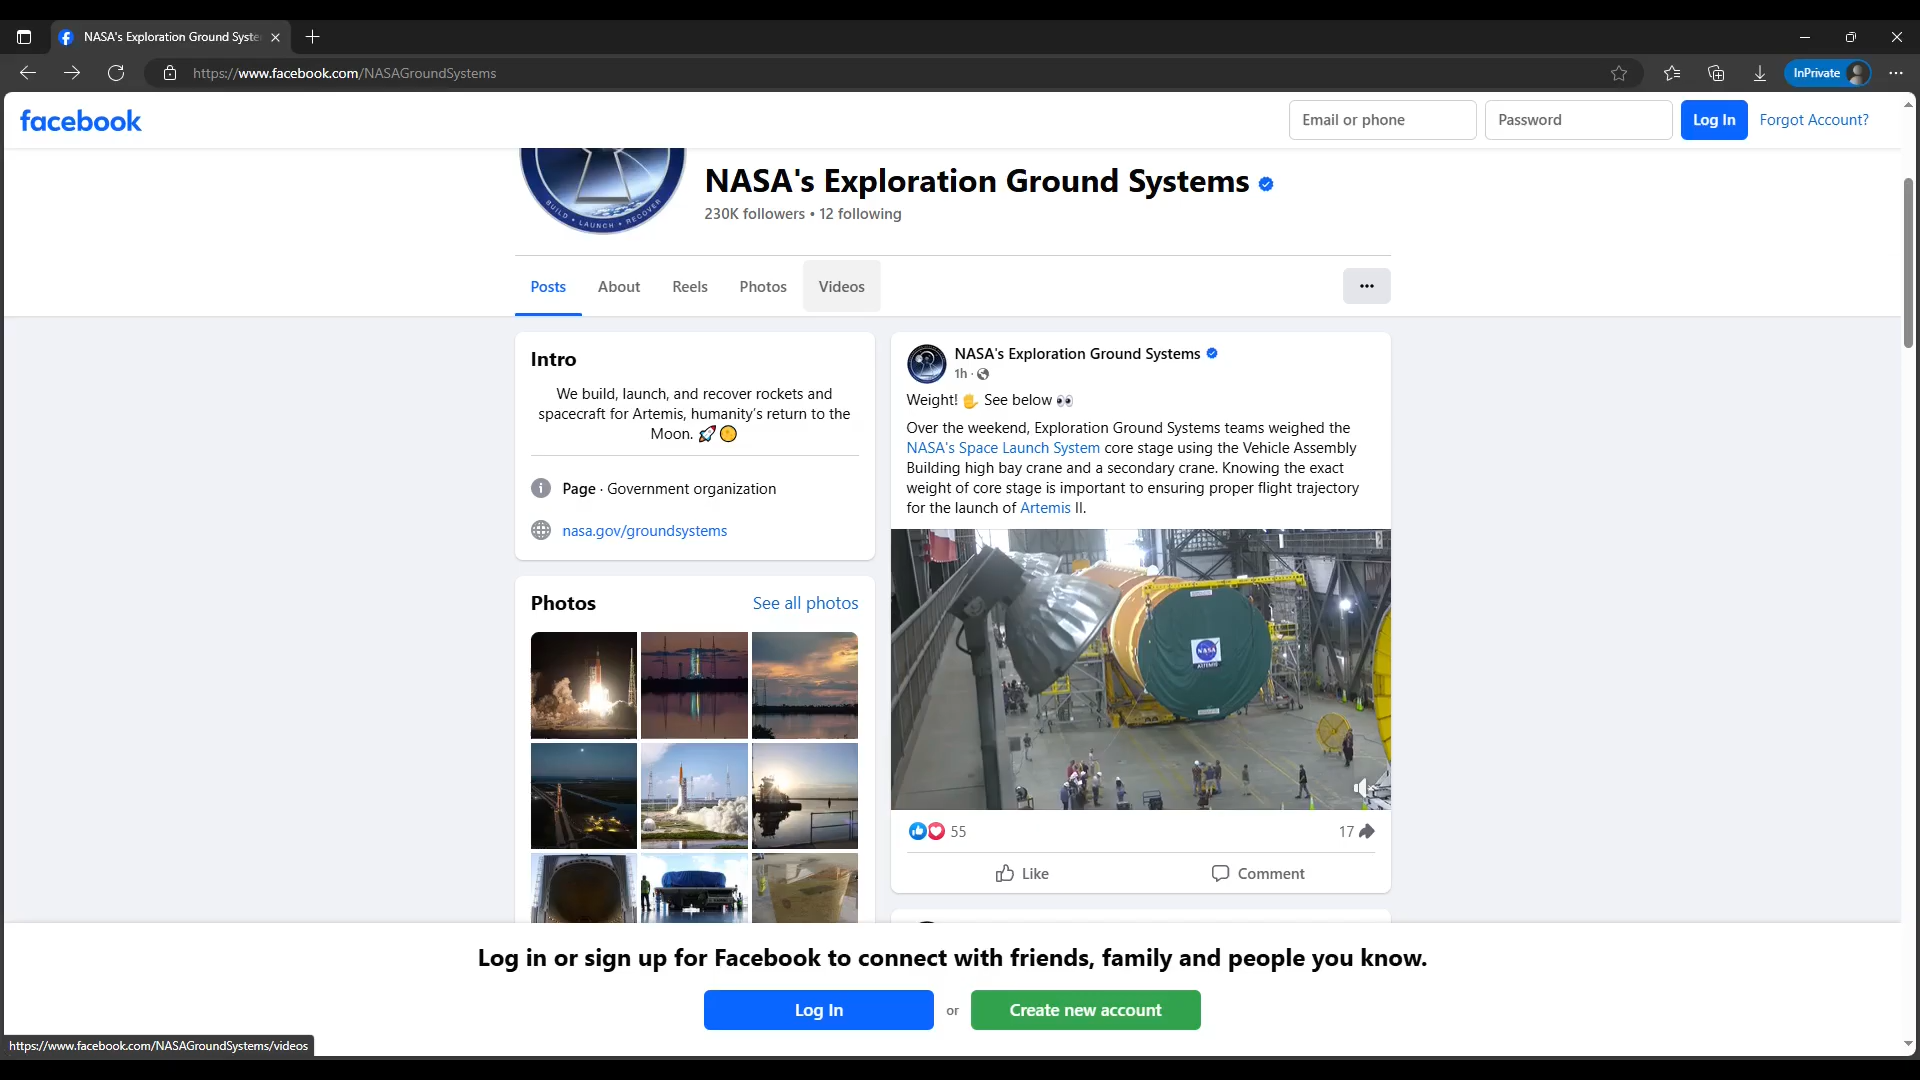 NASA's Exploration Ground Syste
https://www.facebook.com/NASAGroundSystems
InPrivate
facebook
Email or phone
Password
Log In
Forgot Account?
BUILD • LAUNCH • RECOVER
NASA's Exploration Ground Systems
230K followers • 12 following
Posts
About
Reels
Photos
Videos
Intro
We build, launch, and recover rockets and
spacecraft for Artemis, humanity's return to the
Moon. 🚀🌕
Page · Government organization
nasa.gov/groundsystems
Photos
See all photos
NASA's Exploration Ground Systems
1h ·
Weight! ✋ See below 👀
Over the weekend, Exploration Ground Systems teams weighed the
NASA's Space Launch System core stage using the Vehicle Assembly
Building high bay crane and a secondary crane. Knowing the exact
weight of core stage is important to ensuring proper flight trajectory
for the launch of Artemis II.
NASA
ARTEMIS
55
17
Like
Comment
Log in or sign up for Facebook to connect with friends, family and people you know.
Log In
or
Create new account
https://www.facebook.com/NASAGroundSystems/videos